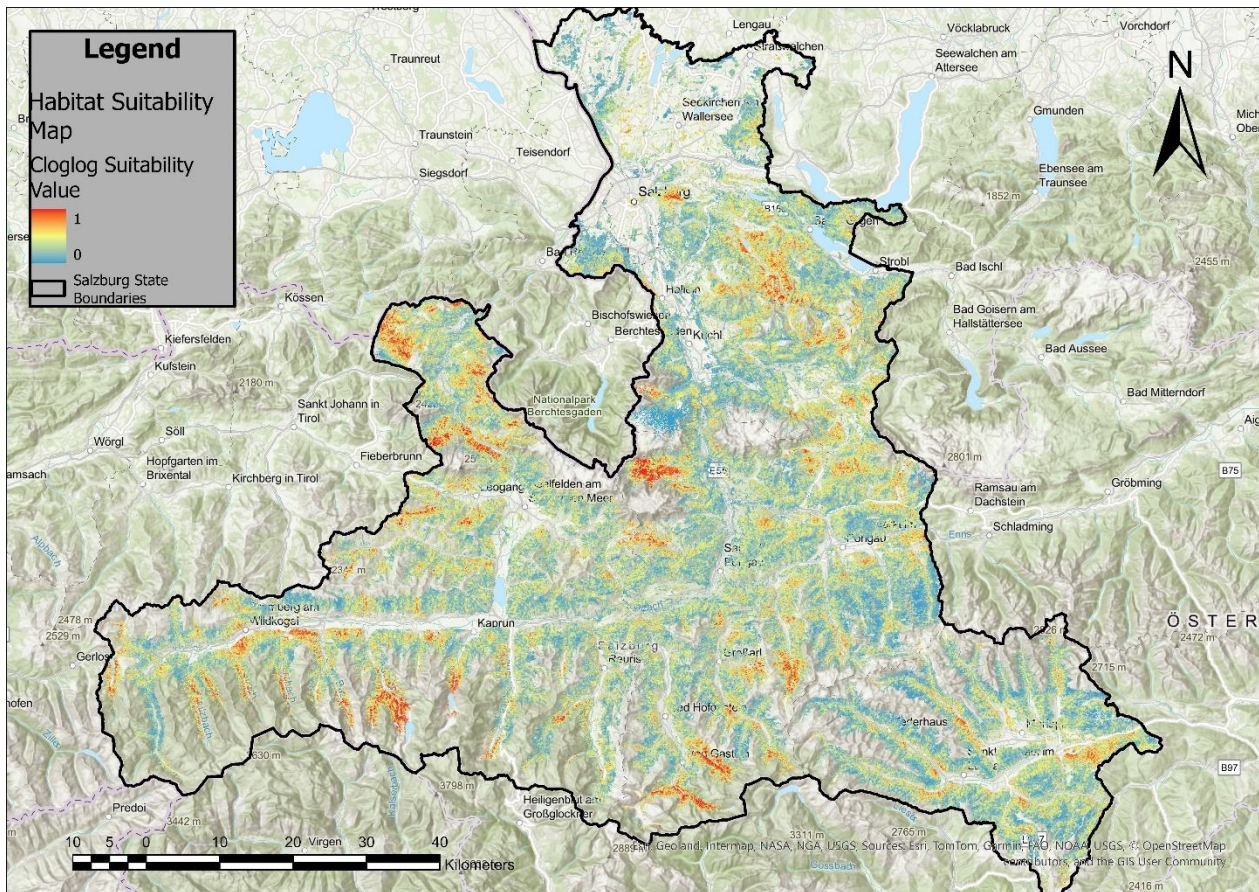 Legend
Habitat Suitability
Map
Cloglog Suitability
Value
1
0
Salzburg State
Boundaries
N
Lengau
Vöcklabruck
Vorchdorf
Traunreut
Seewalchen am
Attersee
Gmunden
Seekirchen am
Wallersee
Traunstein
Teisendorf
Ebensee am
Traunsee
Siegsdorf
1852 m
Salzburg
Strobl
Bad Ischl
2455 m
Kössen
Hallein
Bischofswiesen
Berchtesgaden
Kuchl
Bad Goisern am
Hallstättersee
Kiefersfelden
Kufstein
Bad Aussee
2180 m
Bad Mitterndorf
Nationalpark
Berchtesgaden
Sankt Johann in
Tirol
Wörgl
Söll
Fieberbrunn
2801 m
B75
Hopfgarten im
Brixental
Kirchberg in Tirol
E55
Ramsau am
Dachstein
Gröbming
Enns
Schladming
Alpbach
2478 m
2529 m
Kaprun
Salzburg
Rauris
Großarl
ÖSTER
2472 m
Gerlos
2715 m
B97
Predoi
3798 m
Heiligenblut am
Großglockner
3442 m
Virgen
3311 m
2765 m
10 5 0 10 20 30 40
Kilometers
Geoland, Intermap, NASA, NGA, USGS, Sources: Esri, TomTom, Garmin, FAO, NOAA, USGS, © OpenStreetMap
contributors, and the GIS User Community
2416 m